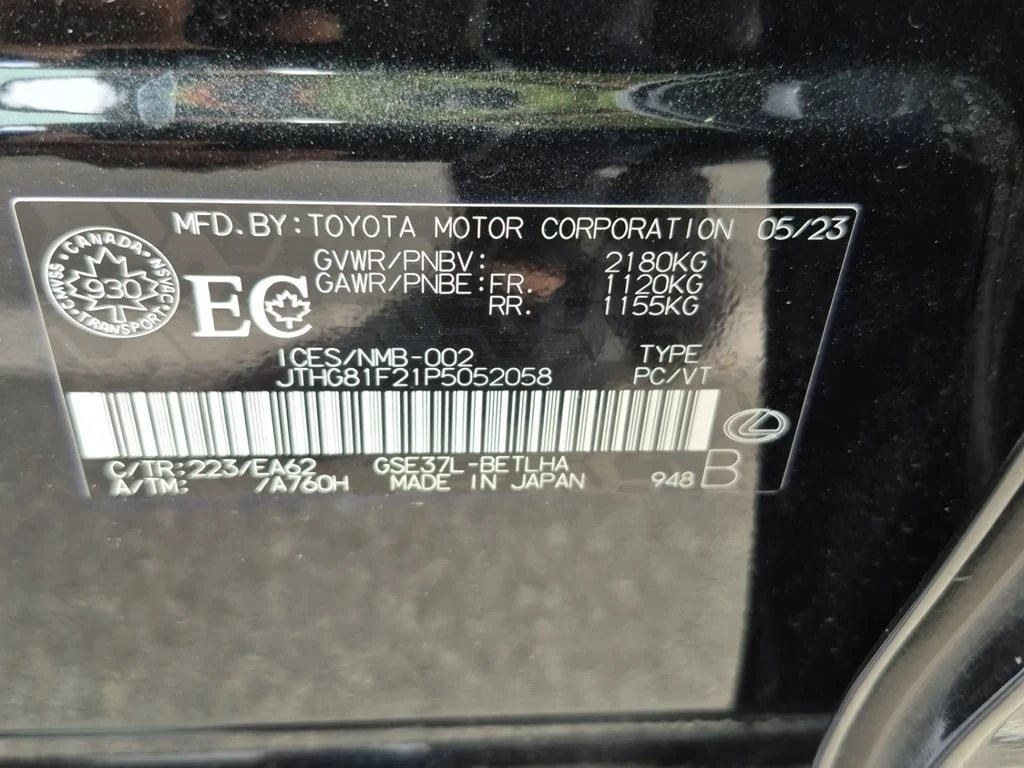 MFD.BY:TOYOTA MOTOR CORPORATION 05/23
CANADA
CMVSS NSVAC
930
TRANSPORT
EC
GVWR/PNBV: 2180KG
GAWR/PNBE:FR. 1120KG
RR. 1155KG
ICES/NMB-002 TYPE
JTHG81F21P5052058 PC/VT
C/TR:223/EA62 GSE37L-BETLHA
A/TM: /A760H MADE IN JAPAN 948 B